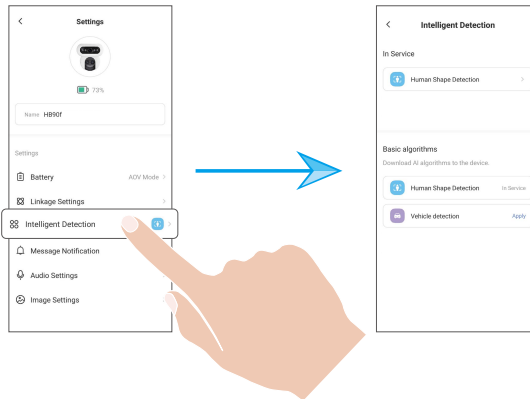 Settings
73%
Name HB90f
Settings
Battery AOV Mode
Linkage Settings
Intelligent Detection
Message Notification
Audio Settings
Image Settings
Intelligent Detection
In Service
Human Shape Detection
Basic algorithms
Download AI algorithms to the device.
Human Shape Detection In Service
Vehicle detection Apply